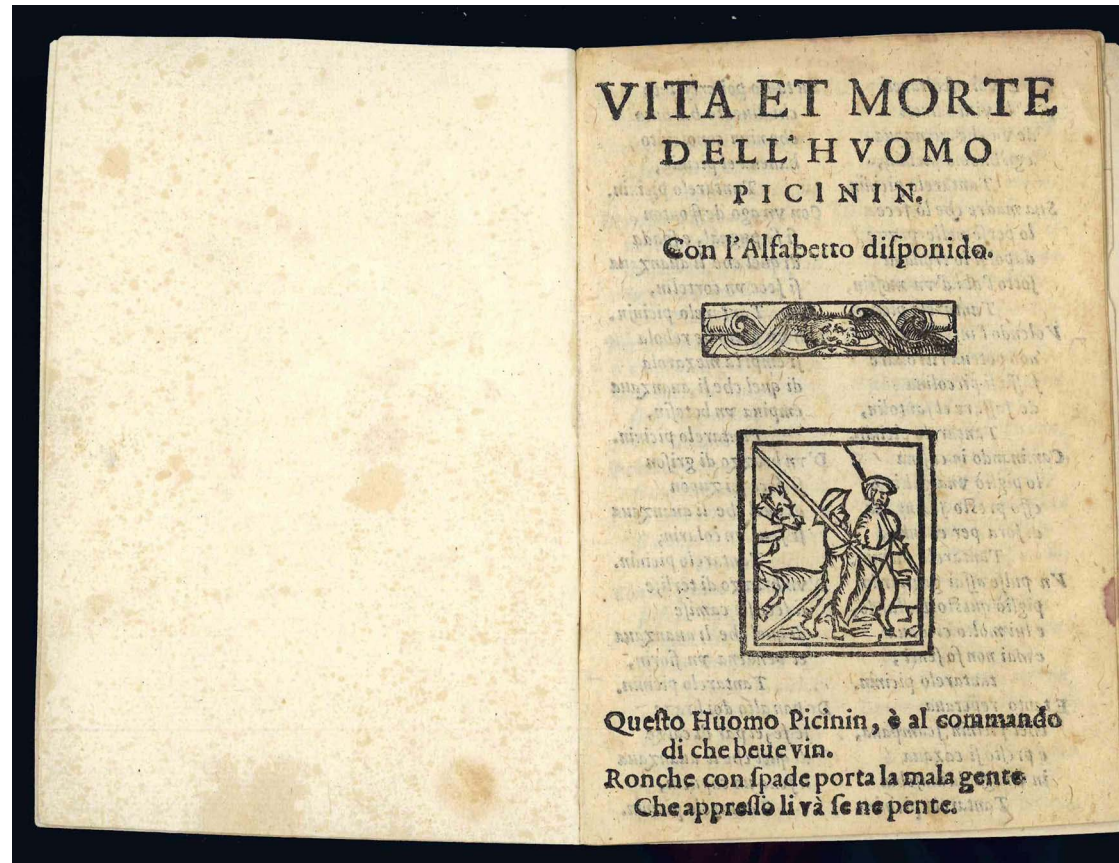 VITA ET MORTE
DELL HVOMO
PICININ.
Con l'Alfabetto diſponido.
Queſto Huomo Picinin, è al commando
di che beue vin.
Ronche con ſpade porta la mala gente
Che appreſſo li và ſe ne pente.